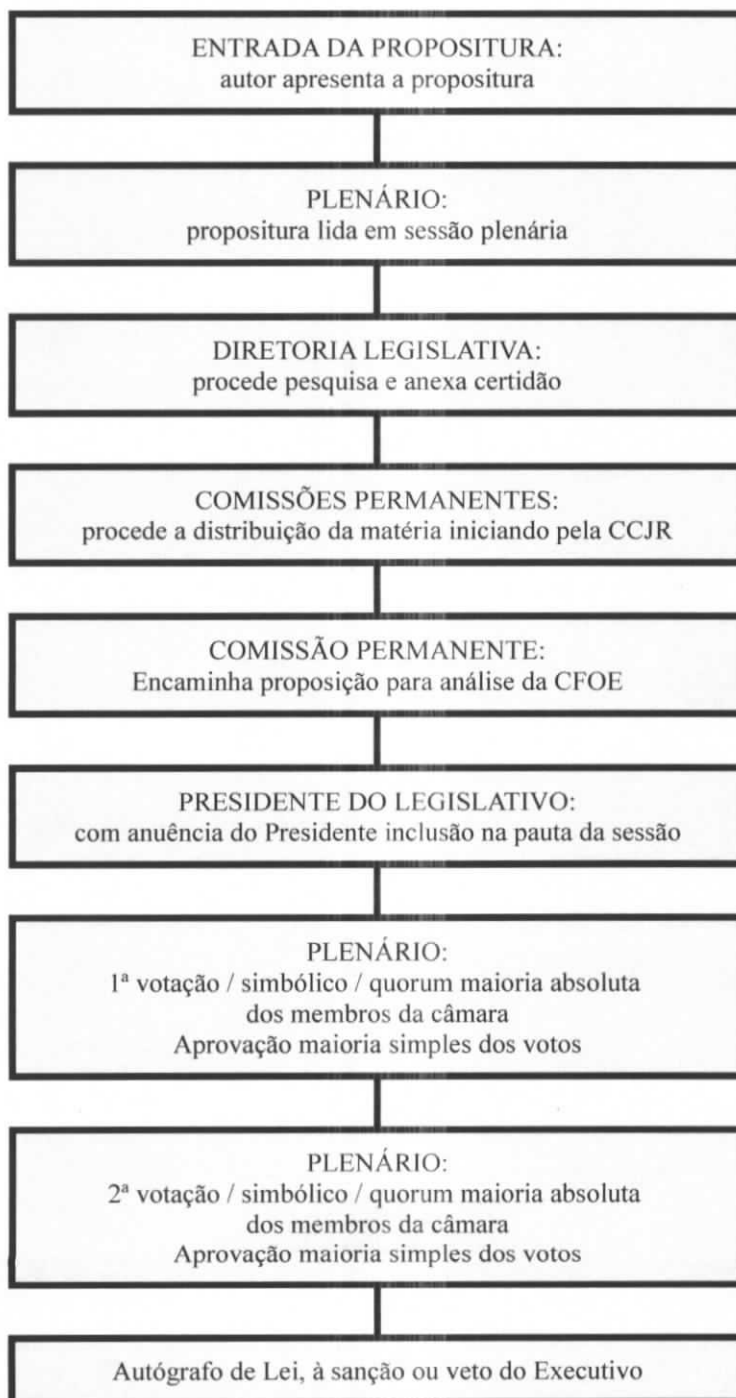 ENTRADA DA PROPOSITURA:
autor apresenta a propositura
PLENÁRIO:
propositura lida em sessão plenária
DIRETORIA LEGISLATIVA:
procede pesquisa e anexa certidão
COMISSÕES PERMANENTES:
procede a distribuição da matéria iniciando pela CCJR
COMISSÃO PERMANENTE:
Encaminha proposição para análise da CFOE
PRESIDENTE DO LEGISLATIVO:
com anuência do Presidente inclusão na pauta da sessão
PLENÁRIO:
1ª votação / simbólico / quorum maioria absoluta
dos membros da câmara
Aprovação maioria simples dos votos
PLENÁRIO:
2ª votação / simbólico / quorum maioria absoluta
dos membros da câmara
Aprovação maioria simples dos votos
Autógrafo de Lei, à sanção ou veto do Executivo